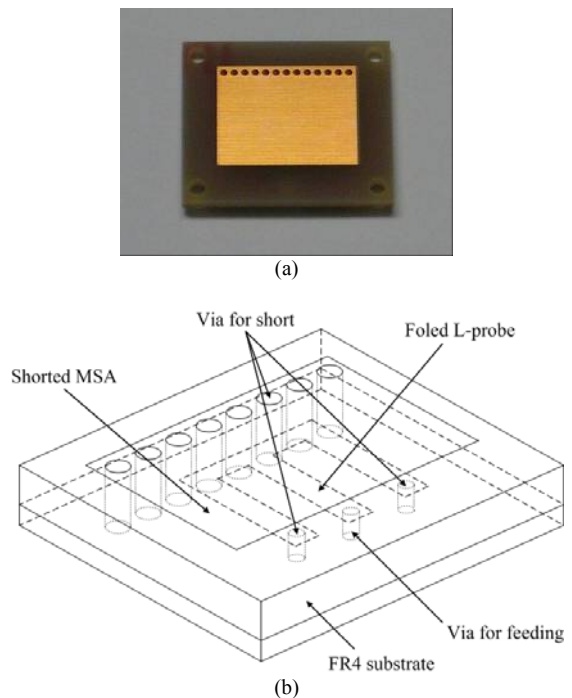 (a)
Via for short
Foled L-probe
Shorted MSA
Via for feeding
FR4 substrate
(b)